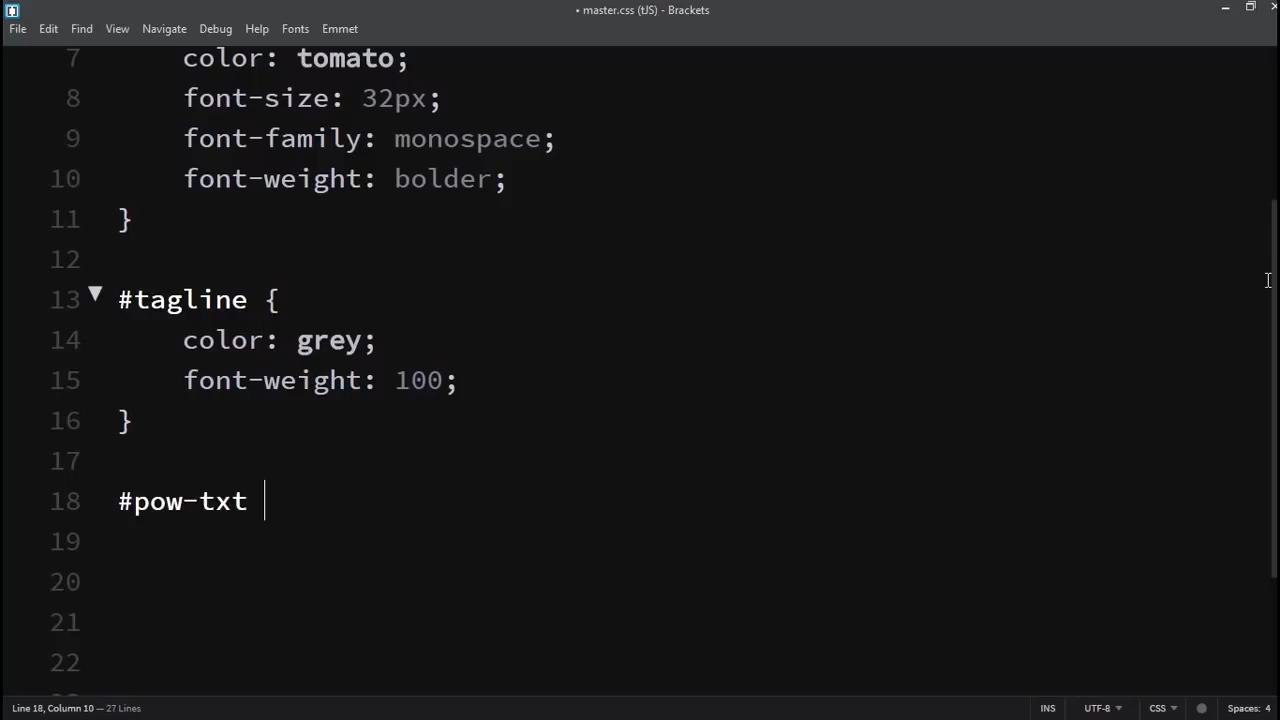 • master.css (tJS) - Brackets
File Edit Find View Navigate Debug Help Fonts Emmet
7 color: tomato;
8 font-size: 32px;
9 font-family: monospace;
10 font-weight: bolder;
11 }
12
13 #tagline {
14 color: grey;
15 font-weight: 100;
16 }
17
18 #pow-txt
19
20
21
22
Line 18, Column 10 — 27 Lines INS UTF-8 CSS Spaces: 4